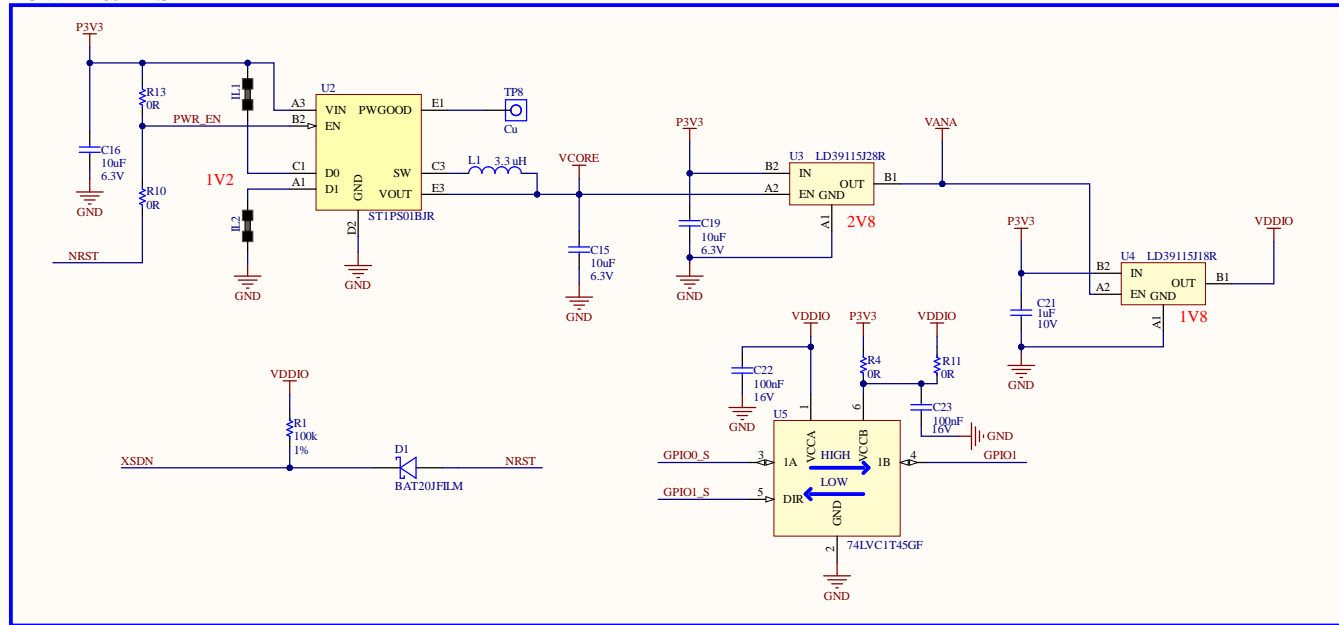 P3V3
R13
0R
PWR_EN
C16
10uF
6.3V
GND
R10
0R
NRST
IL1
1V2
IL2
GND
U2
A3
VIN
B2
EN
C1
D0
A1
D1
GND
D2
PWGOOD
E1
SW
C3
VOUT
E3
ST1PS01BJR
GND
TP8
Cu
L1
3.3 uH
VCORE
C15
10uF
6.3V
GND
P3V3
C19
10uF
6.3V
GND
U3
LD39115J28R
B2
IN
A2
EN
GND
A1
OUT
B1
2V8
VANA
P3V3
C21
1uF
10V
GND
U4
LD39115J18R
B2
IN
A2
EN
GND
A1
OUT
B1
1V8
VDDIO
VDDIO
R1
100k
1%
XSDN
D1
BAT20JFILM
NRST
VDDIO
P3V3
VDDIO
C22
100nF
16V
GND
R4
0R
R11
0R
C23
100nF
16V
GND
U5
1
VCCA
6
VCCB
GPIO0_S
3
1A
HIGH
1B
4
GPIO1
GPIO1_S
5
DIR
LOW
GND
2
74LVC1T45GF
GND